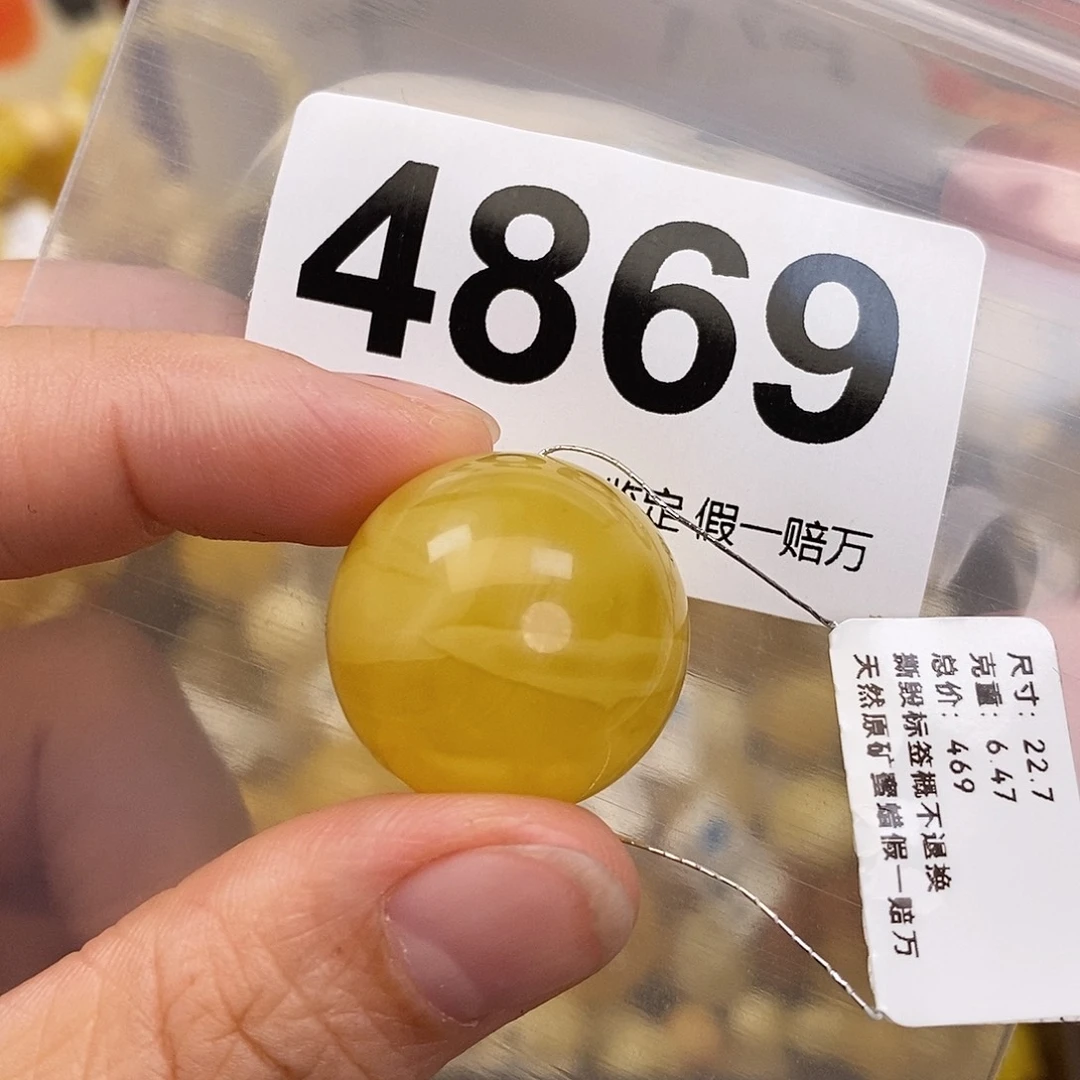 4869
鉴定 假一赔万
尺寸: 22.7
克重: 6.47
总价: 469
撕毁标签概不退换
天然原矿蜜蜡假一赔万